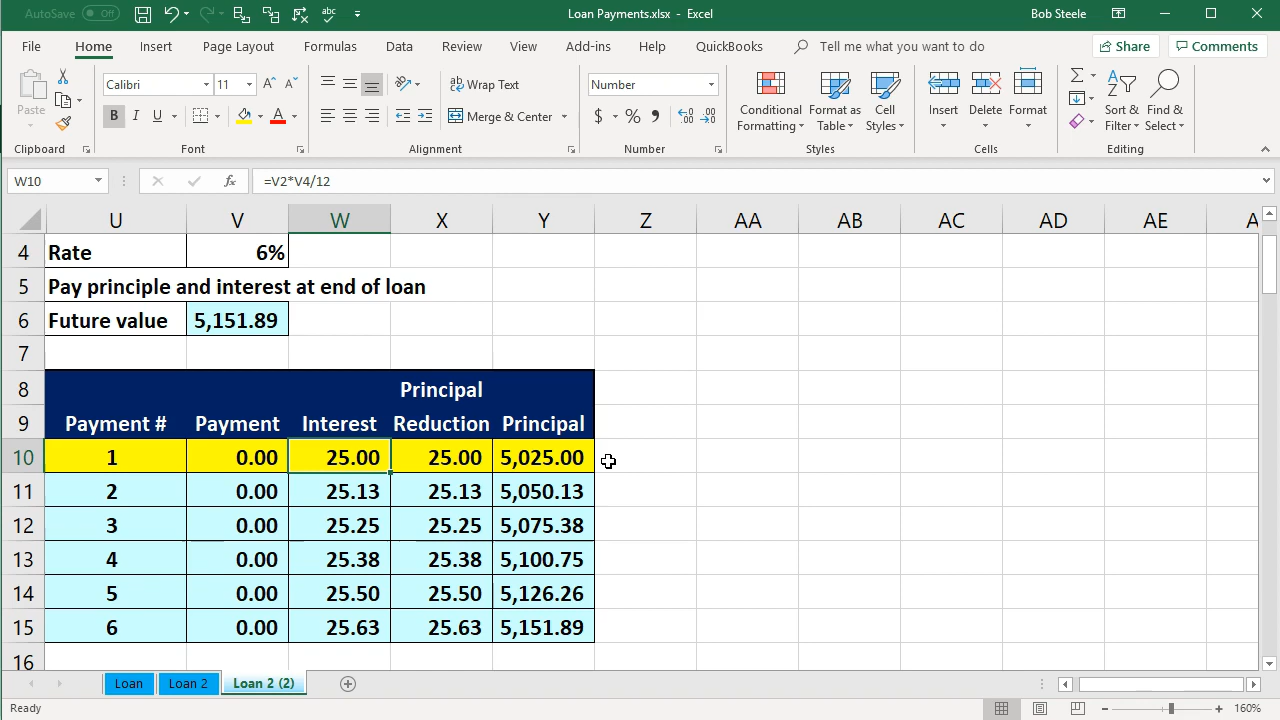 AutoSave Off abc Loan Payments.xlsx - Excel Bob Steele
File Home Insert Page Layout Formulas Data Review View Add-ins Help QuickBooks Tell me what you want to do Share Comments
Paste Calibri 11 A A ab Wrap Text Number Conditional Formatting Format as Table Cell Styles Insert Delete Format Sort & Filter Find & Select
B I U A Merge & Center $ %
Clipboard Font Alignment Number Styles Cells Editing
W10 fx =V2*V4/12
U V W X Y Z AA AB AC AD AE
4 Rate 6%
5 Pay principle and interest at end of loan
6 Future value 5,151.89
7
8 Principal
9 Payment # Payment Interest Reduction Principal
10 1 0.00 25.00 25.00 5,025.00
11 2 0.00 25.13 25.13 5,050.13
12 3 0.00 25.25 25.25 5,075.38
13 4 0.00 25.38 25.38 5,100.75
14 5 0.00 25.50 25.50 5,126.26
15 6 0.00 25.63 25.63 5,151.89
16
Loan Loan 2 Loan 2 (2)
Ready 160%